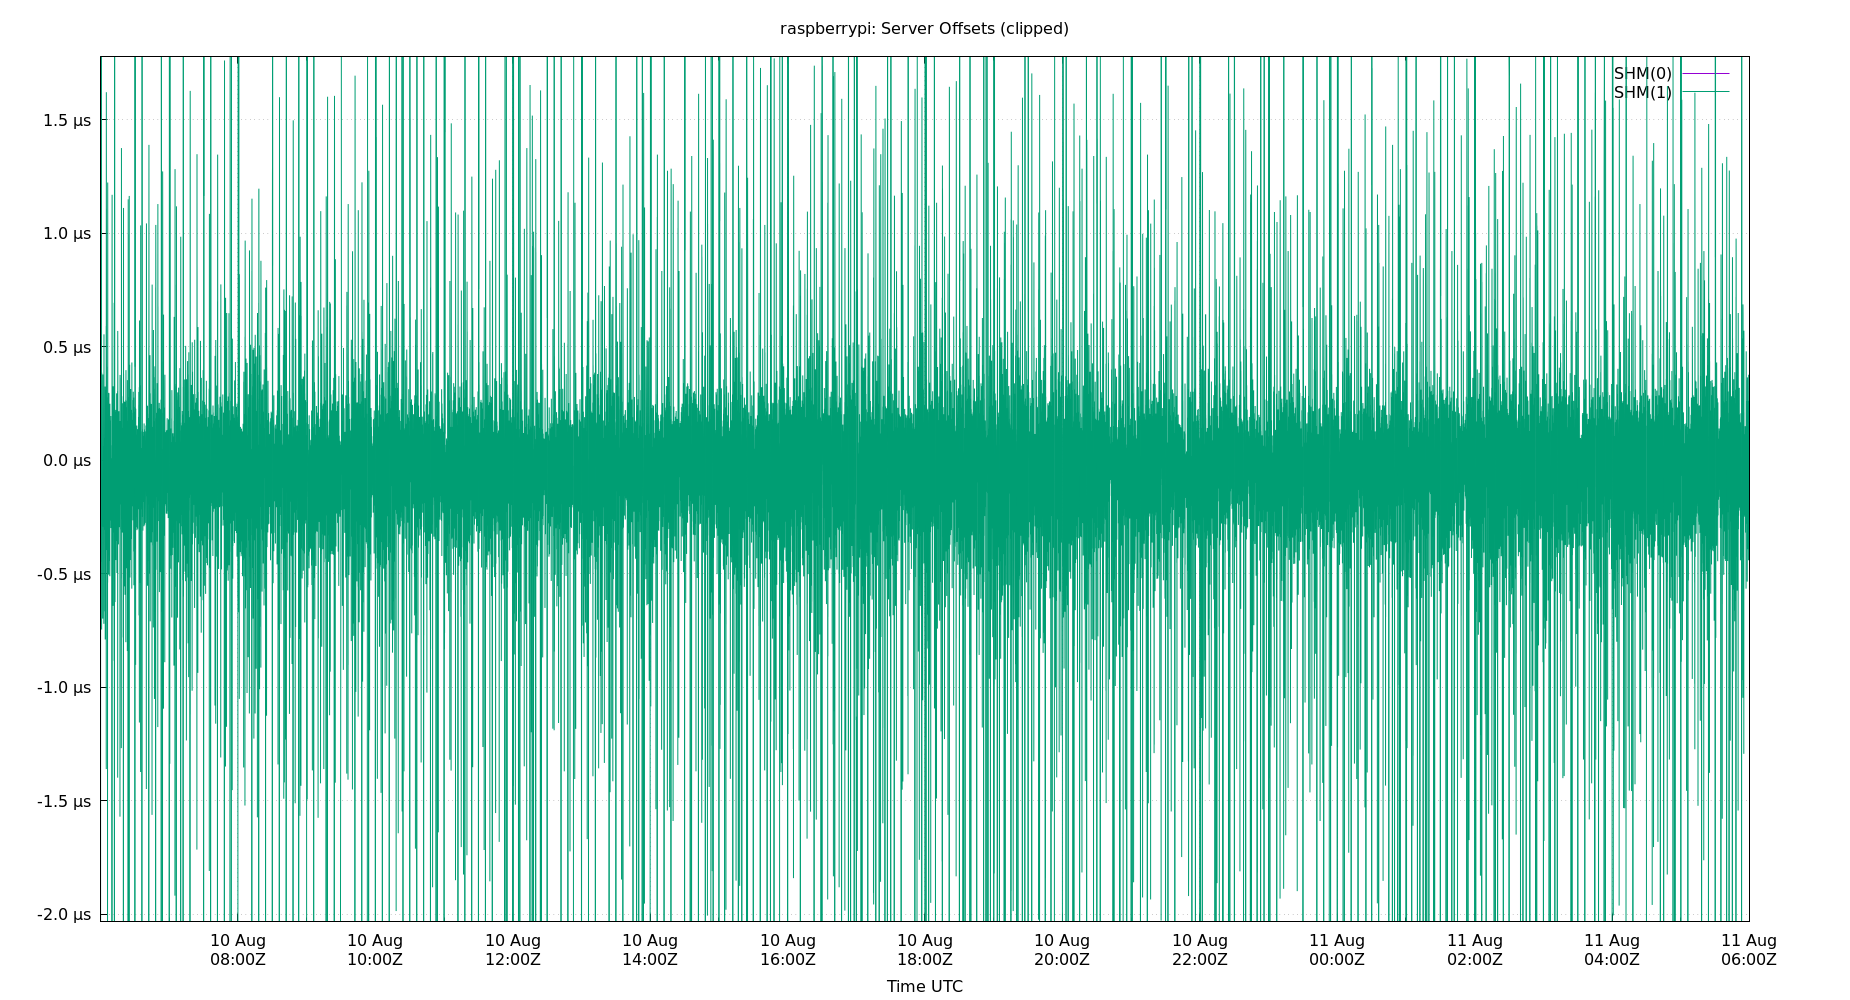 raspberrypi: Server Offsets (clipped)
SHM(0)
SHM(1)
1.5 µs
1.0 µs
0.5 µs
0.0 µs
-0.5 µs
-1.0 µs
-1.5 µs
-2.0 µs
10 Aug 10 Aug 10 Aug 10 Aug 10 Aug 10 Aug 10 Aug 10 Aug 11 Aug 11 Aug 11 Aug 11 Aug
08:00Z 10:00Z 12:00Z 14:00Z 16:00Z 18:00Z 20:00Z 22:00Z 00:00Z 02:00Z 04:00Z 06:00Z
Time UTC